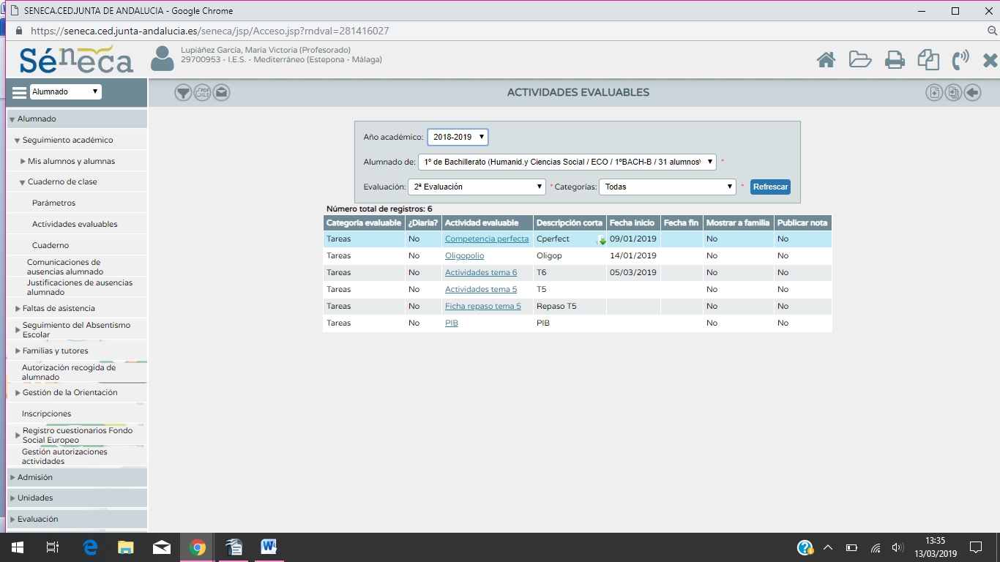 SENECA.CED.JUNTA DE ANDALUCIA - Google Chrome
https://seneca.ced.junta-andalucia.es/seneca/jsp/Acceso.jsp?rndval=281416027
Séneca
Lupiáñez García, María Victoria (Profesorado)
29700953 - I.E.S. - Mediterráneo (Estepona - Málaga)
Alumnado
PDF
XLS
ACTIVIDADES EVALUABLES
Alumnado
Seguimiento académico
Mis alumnos y alumnas
Cuaderno de clase
Parámetros
Actividades evaluables
Cuaderno
Comunicaciones de
ausencias alumnado
Justificaciones de ausencias
alumnado
Faltas de asistencia
Seguimiento del Absentismo
Escolar
Familias y tutores
Autorización recogida de
alumnado
Gestión de la Orientación
Inscripciones
Registro cuestionarios Fondo
Social Europeo
Gestión autorizaciones
actividades
Admisión
Unidades
Evaluación
Año académico: 2018-2019
Alumnado de: 1º de Bachillerato (Humanid.y Ciencias Social / ECO / 1ºBACH-B / 31 alumnos\ *
Evaluación: 2ª Evaluación * Categorías: Todas * Refrescar
Número total de registros: 6
Categoría evaluable ¿Diaria? Actividad evaluable Descripción corta Fecha inicio Fecha fin Mostrar a familia Publicar nota
Tareas No Competencia perfecta Cperfect 09/01/2019 No No
Tareas No Oligopolio Oligop 14/01/2019 No No
Tareas No Actividades tema 6 T6 05/03/2019 No No
Tareas No Actividades tema 5 T5 No No
Tareas No Ficha repaso tema 5 Repaso T5 No No
Tareas No PIB PIB No No
13:35
13/03/2019